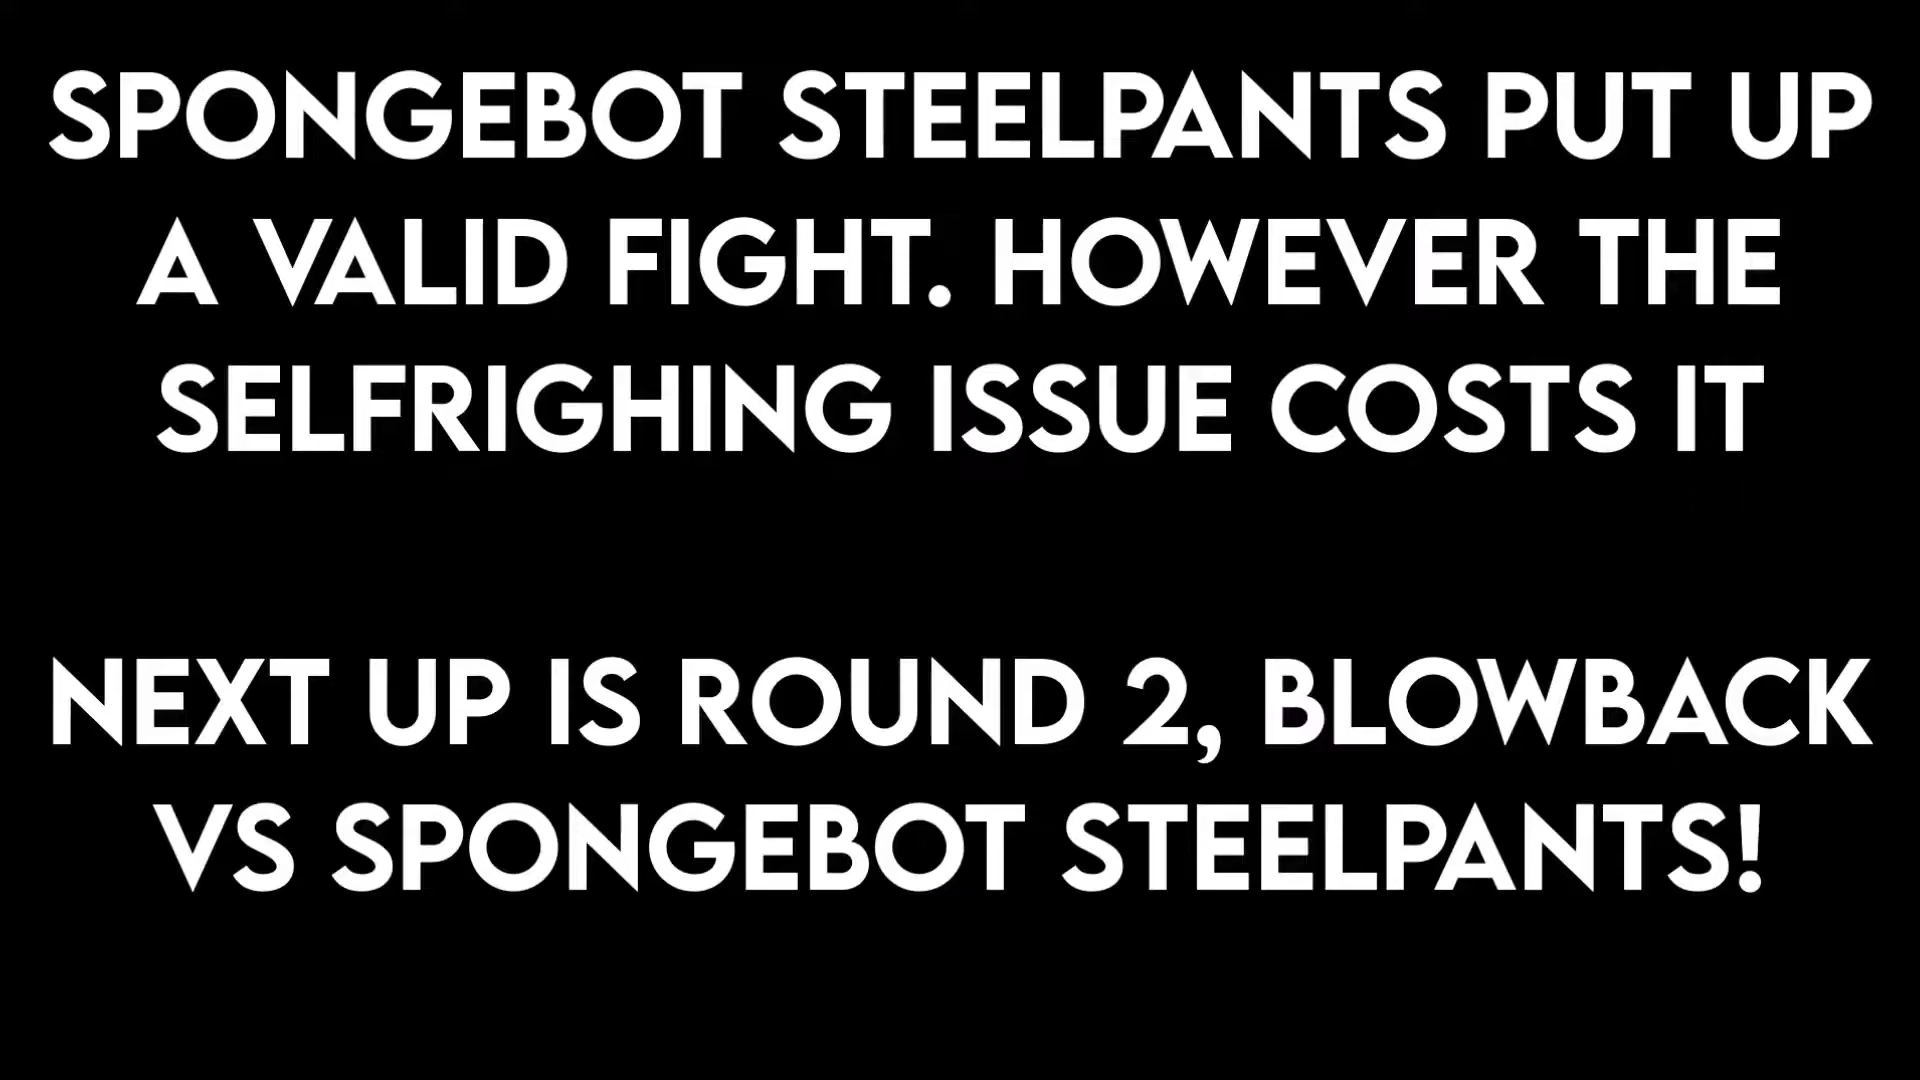 SPONGEBOT STEELPANTS PUT UP
A VALID FIGHT. HOWEVER THE
SELFRIGHING ISSUE COSTS IT
NEXT UP IS ROUND 2, BLOWBACK
VS SPONGEBOT STEELPANTS!